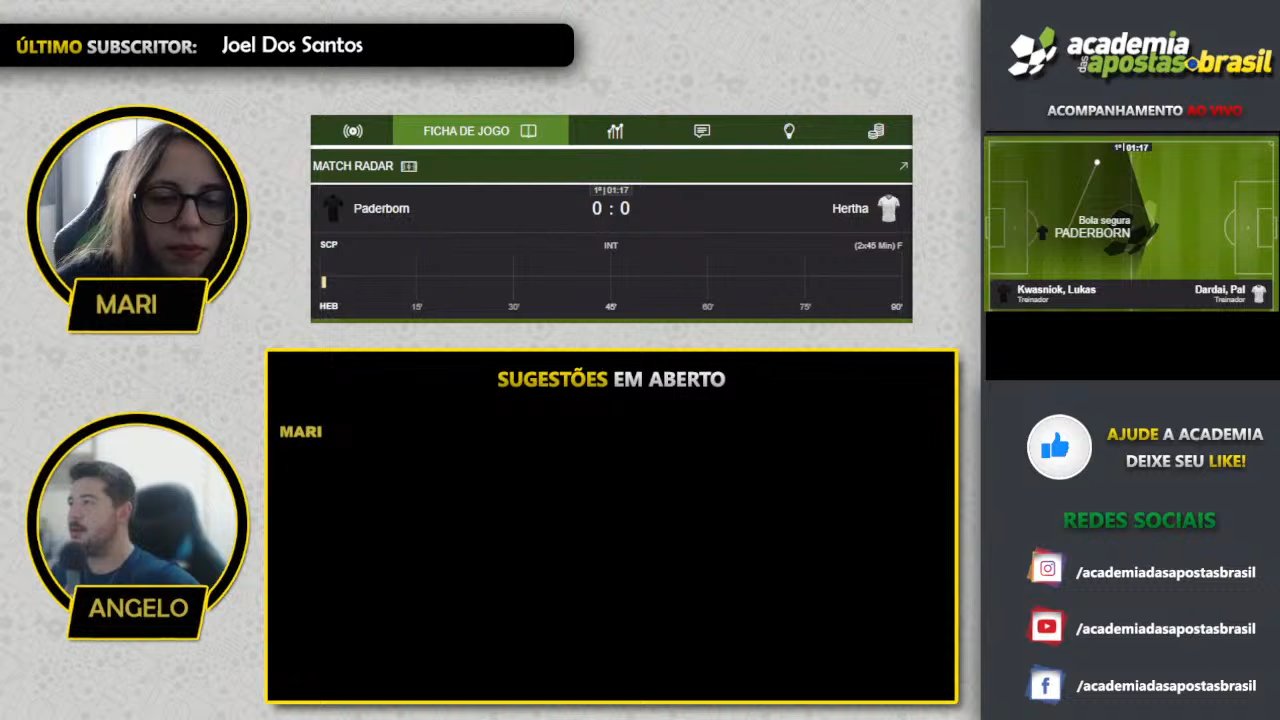 ÚLTIMO SUBSCRITOR: Joel Dos Santos
MARI
FICHA DE JOGO
MATCH RADAR
1º| 01:17
Paderborn 0 : 0 Hertha
SCP INT (2x45 Min) F
HEB 15' 30' 45' 60' 75' 90'
SUGESTÕES EM ABERTO
MARI
ANGELO
academia
das apostas brasil
ACOMPANHAMENTO AO VIVO
1º| 01:17
Bola segura
PADERBORN
Kwasniok, Lukas Dardai, Pal
Treinador Treinador
AJUDE A ACADEMIA
DEIXE SEU LIKE!
REDES SOCIAIS
/academiadasapostasbrasil
/academiadasapostasbrasil
/academiadasapostasbrasil